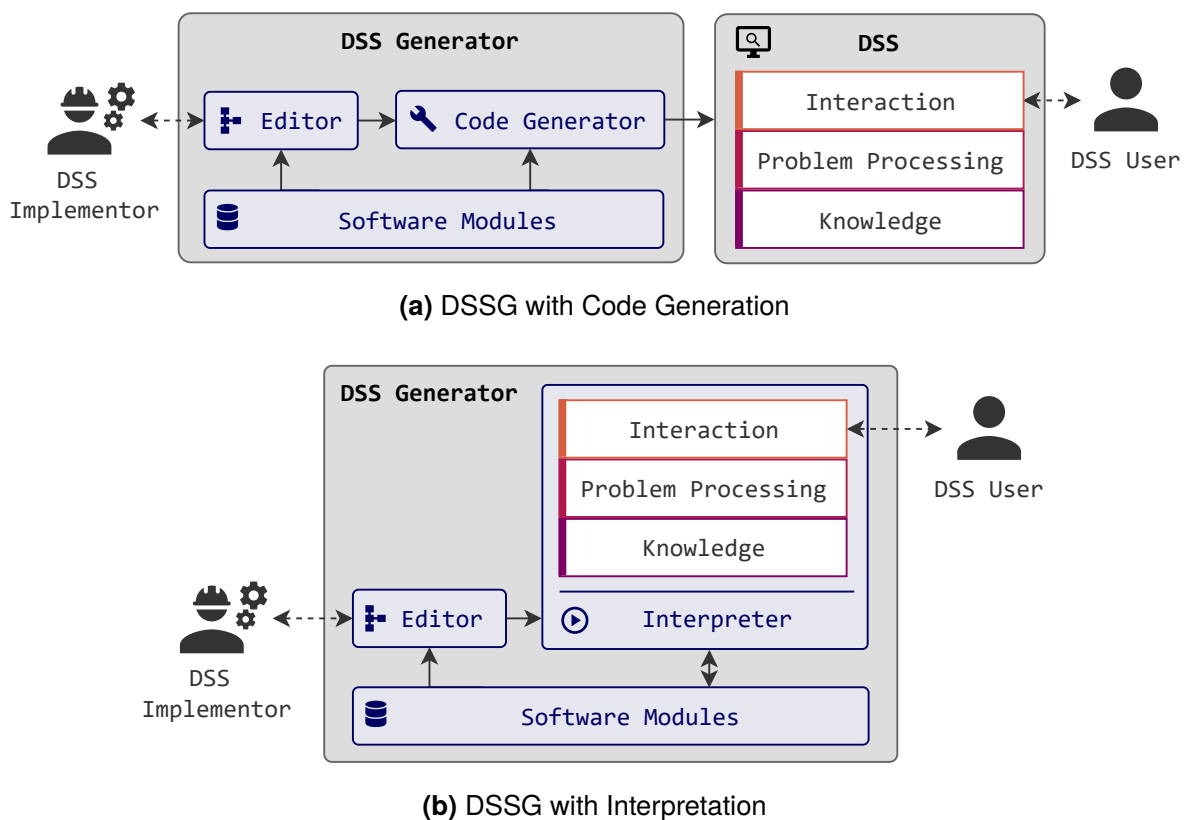 DSS Generator
DSS
Editor
Code Generator
Interaction
DSS
Implementor
Problem Processing
DSS User
Software Modules
Knowledge
(a) DSSG with Code Generation
DSS Generator
Interaction
Problem Processing
DSS User
Knowledge
Editor
Interpreter
DSS
Implementor
Software Modules
(b) DSSG with Interpretation